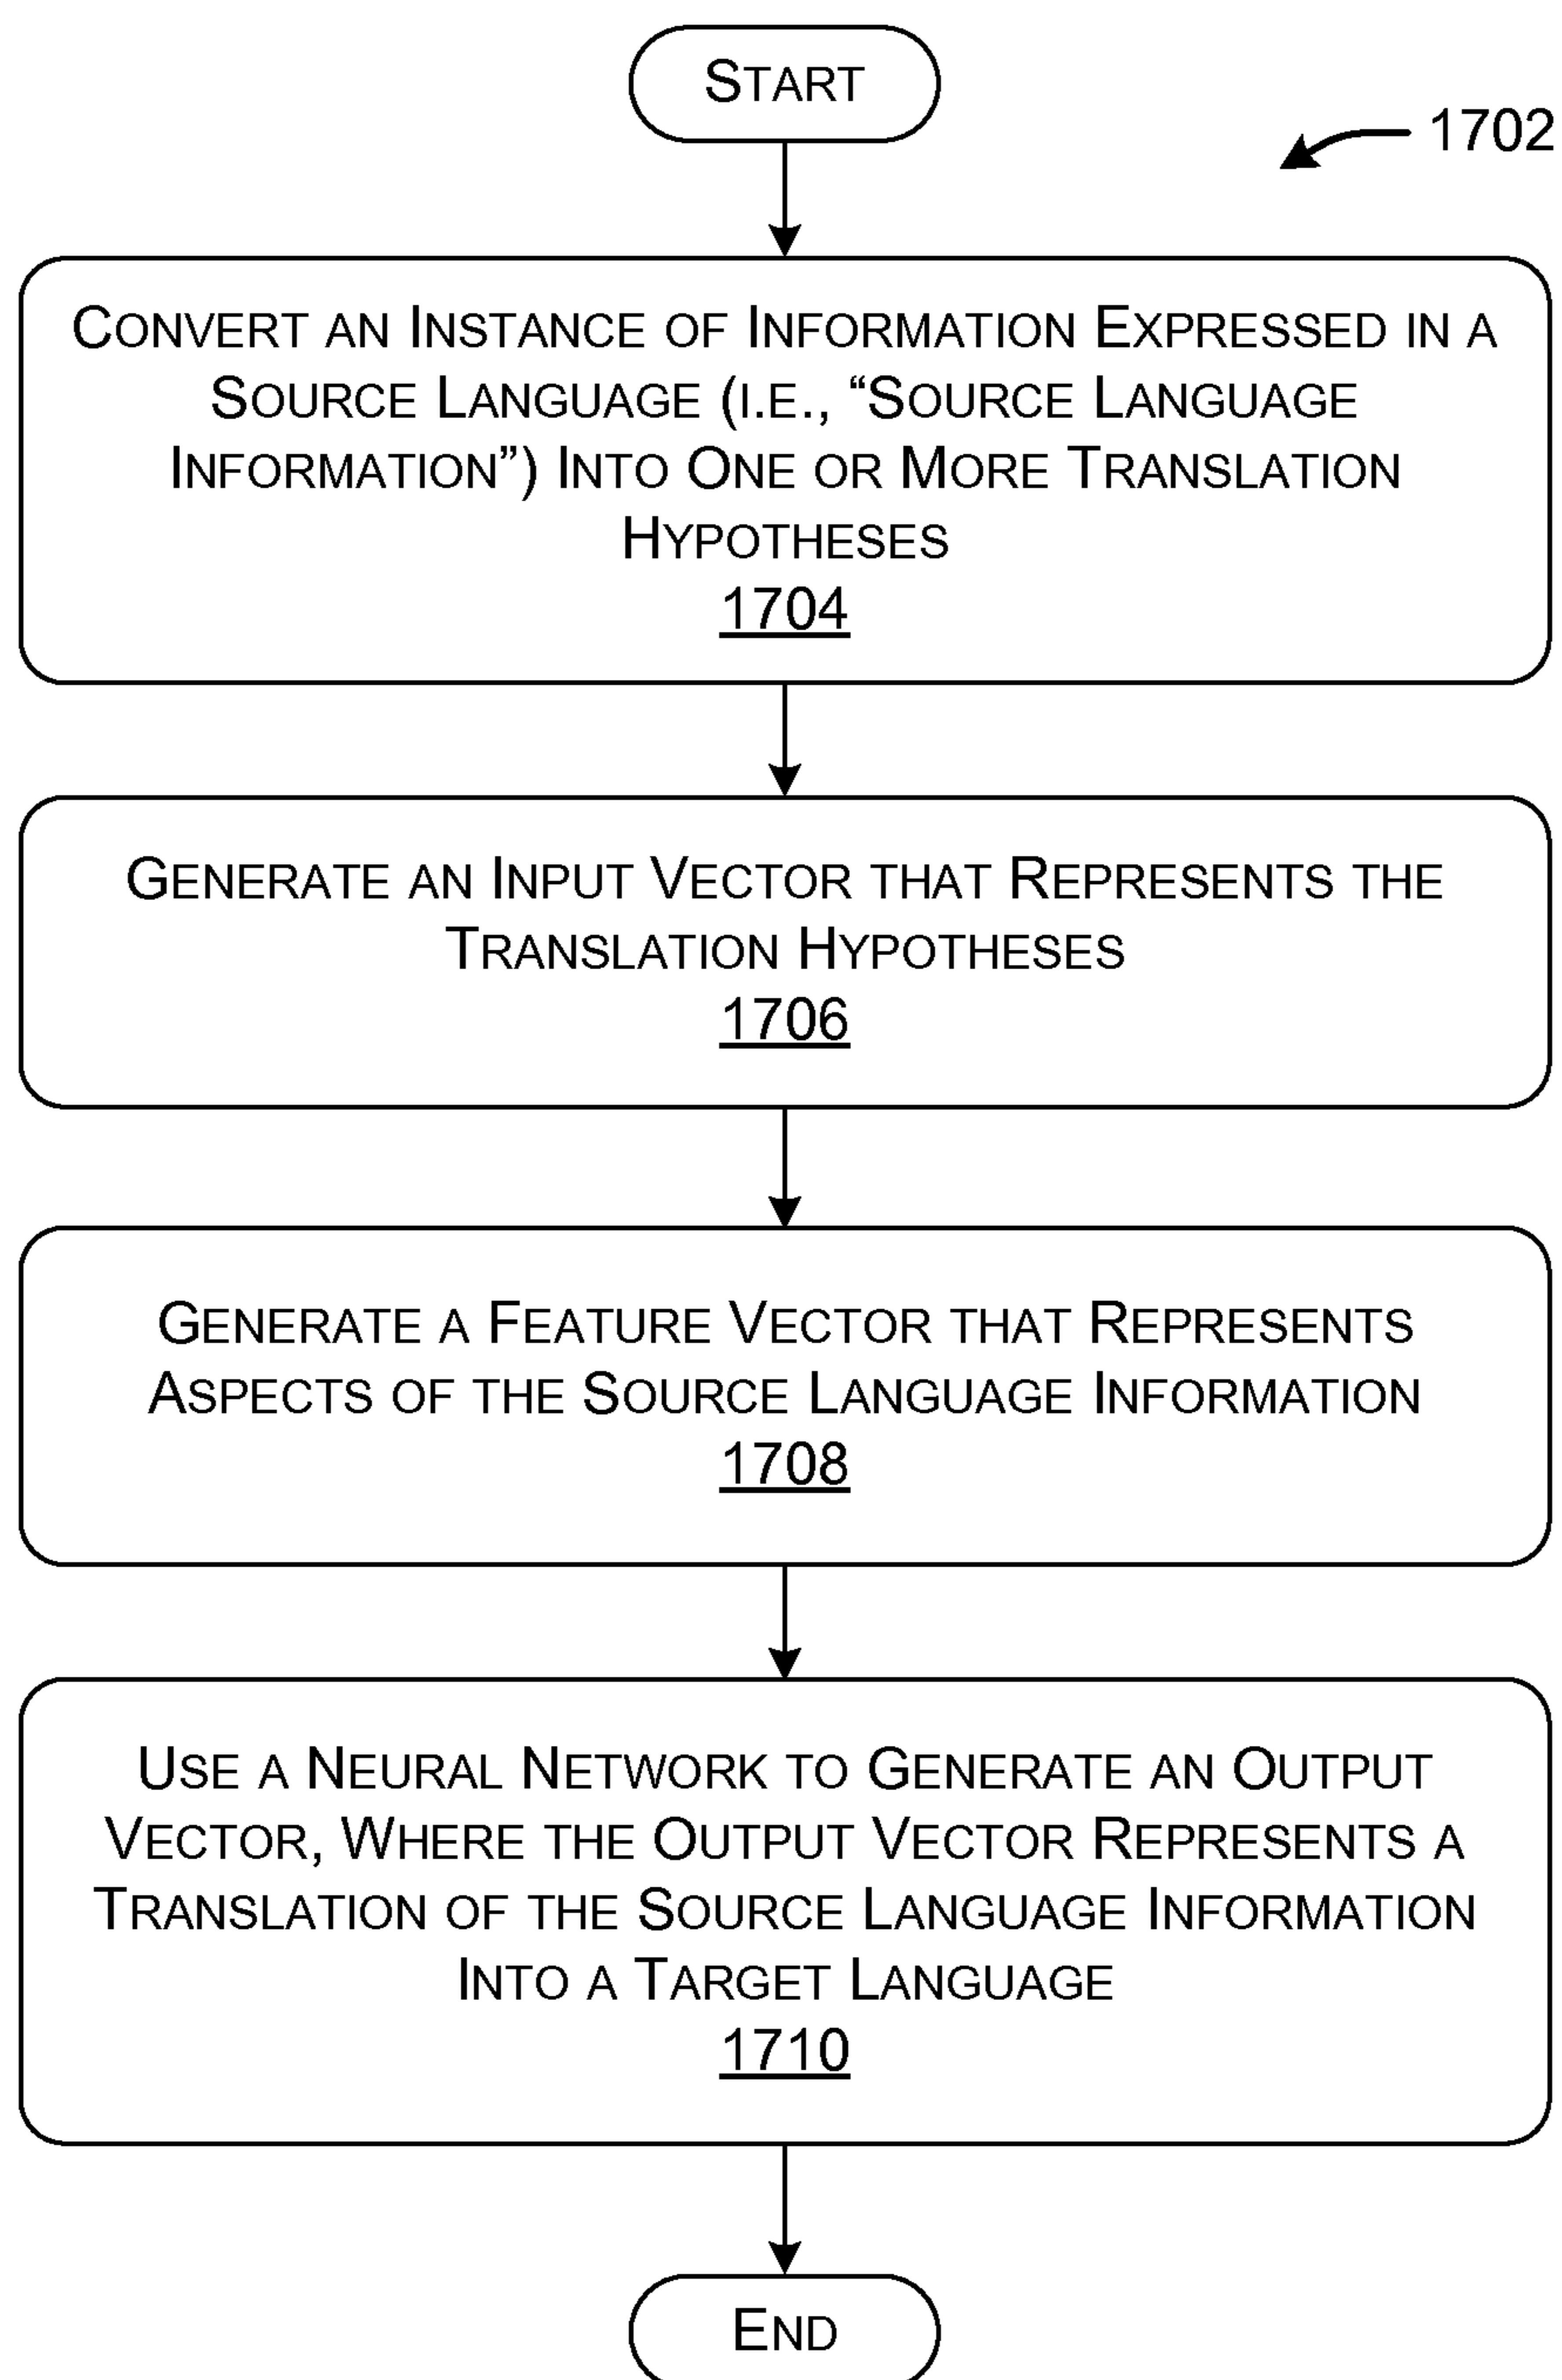 START
1702
CONVERT AN INSTANCE OF INFORMATION EXPRESSED IN A
SOURCE LANGUAGE (I.E., “SOURCE LANGUAGE
INFORMATION”) INTO ONE OR MORE TRANSLATION
HYPOTHESES
1704
GENERATE AN INPUT VECTOR THAT REPRESENTS THE
TRANSLATION HYPOTHESES
1706
GENERATE A FEATURE VECTOR THAT REPRESENTS
ASPECTS OF THE SOURCE LANGUAGE INFORMATION
1708
USE A NEURAL NETWORK TO GENERATE AN OUTPUT
VECTOR, WHERE THE OUTPUT VECTOR REPRESENTS A
TRANSLATION OF THE SOURCE LANGUAGE INFORMATION
INTO A TARGET LANGUAGE
1710
END